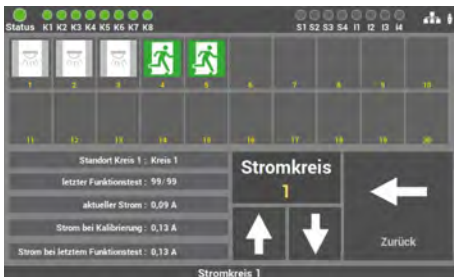 Status K1 K2 K3 K4 K5 K6 K7 K8 S1 S2 S3 S4 I1 I2 I3 I4
1 2 3 4 5 6 7 8 9 10
11 12 13 14 15 16 17 18 19 20
Standort Kreis 1 : Kreis 1
letzter Funktionstest : 99/99
aktueller Strom : 0,09 A
Strom bei Kalibrierung : 0,13 A
Strom bei letztem Funktionstest : 0,13 A
Stromkreis
1
Zurück
Stromkreis 1